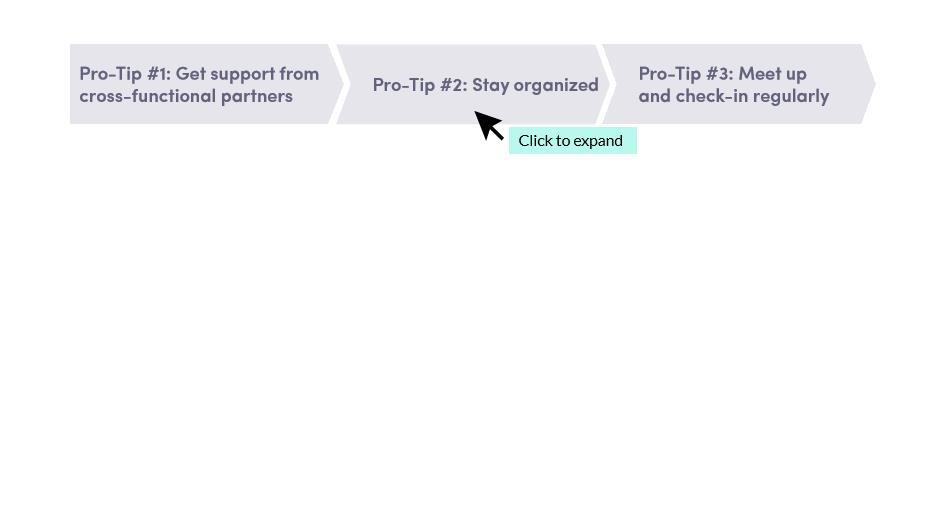 Pro-Tip #1: Get support from
cross-functional partners
Pro-Tip #2: Stay organized
Pro-Tip #3: Meet up
and check-in regularly
Click to expand